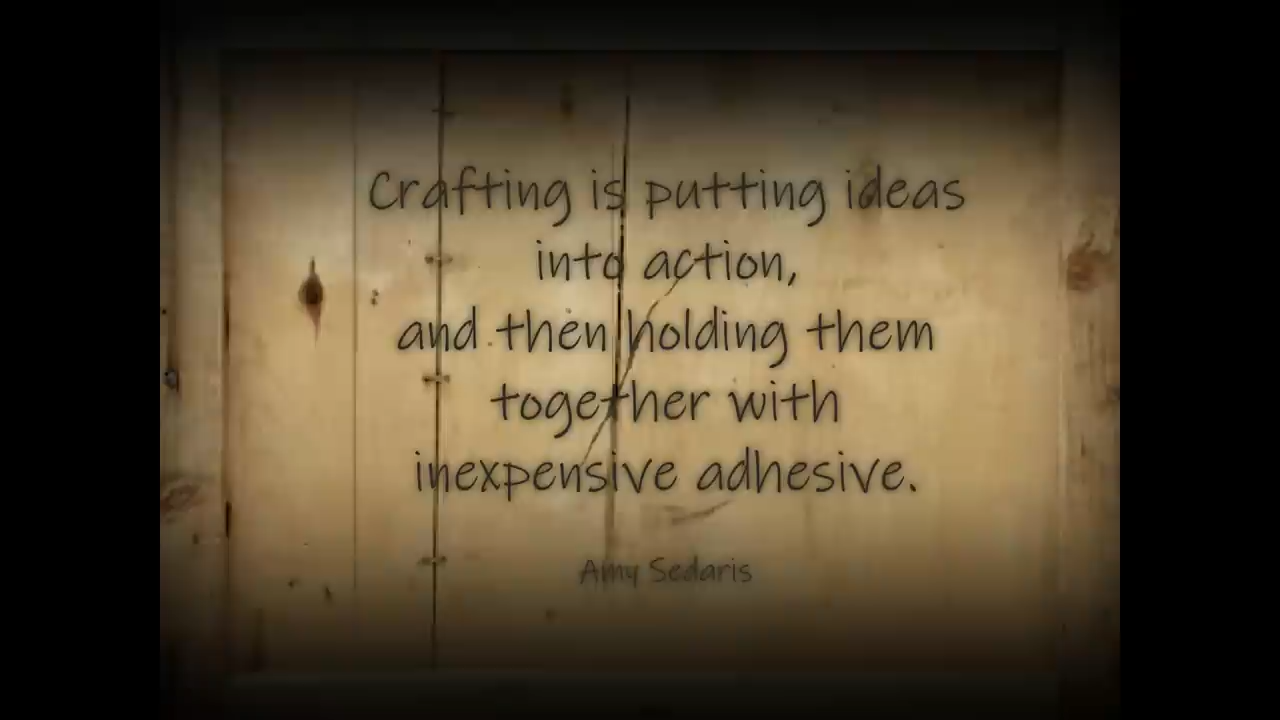 Crafting is putting ideas
into action,
and then holding them
together with
inexpensive adhesive.
Amy Sedaris